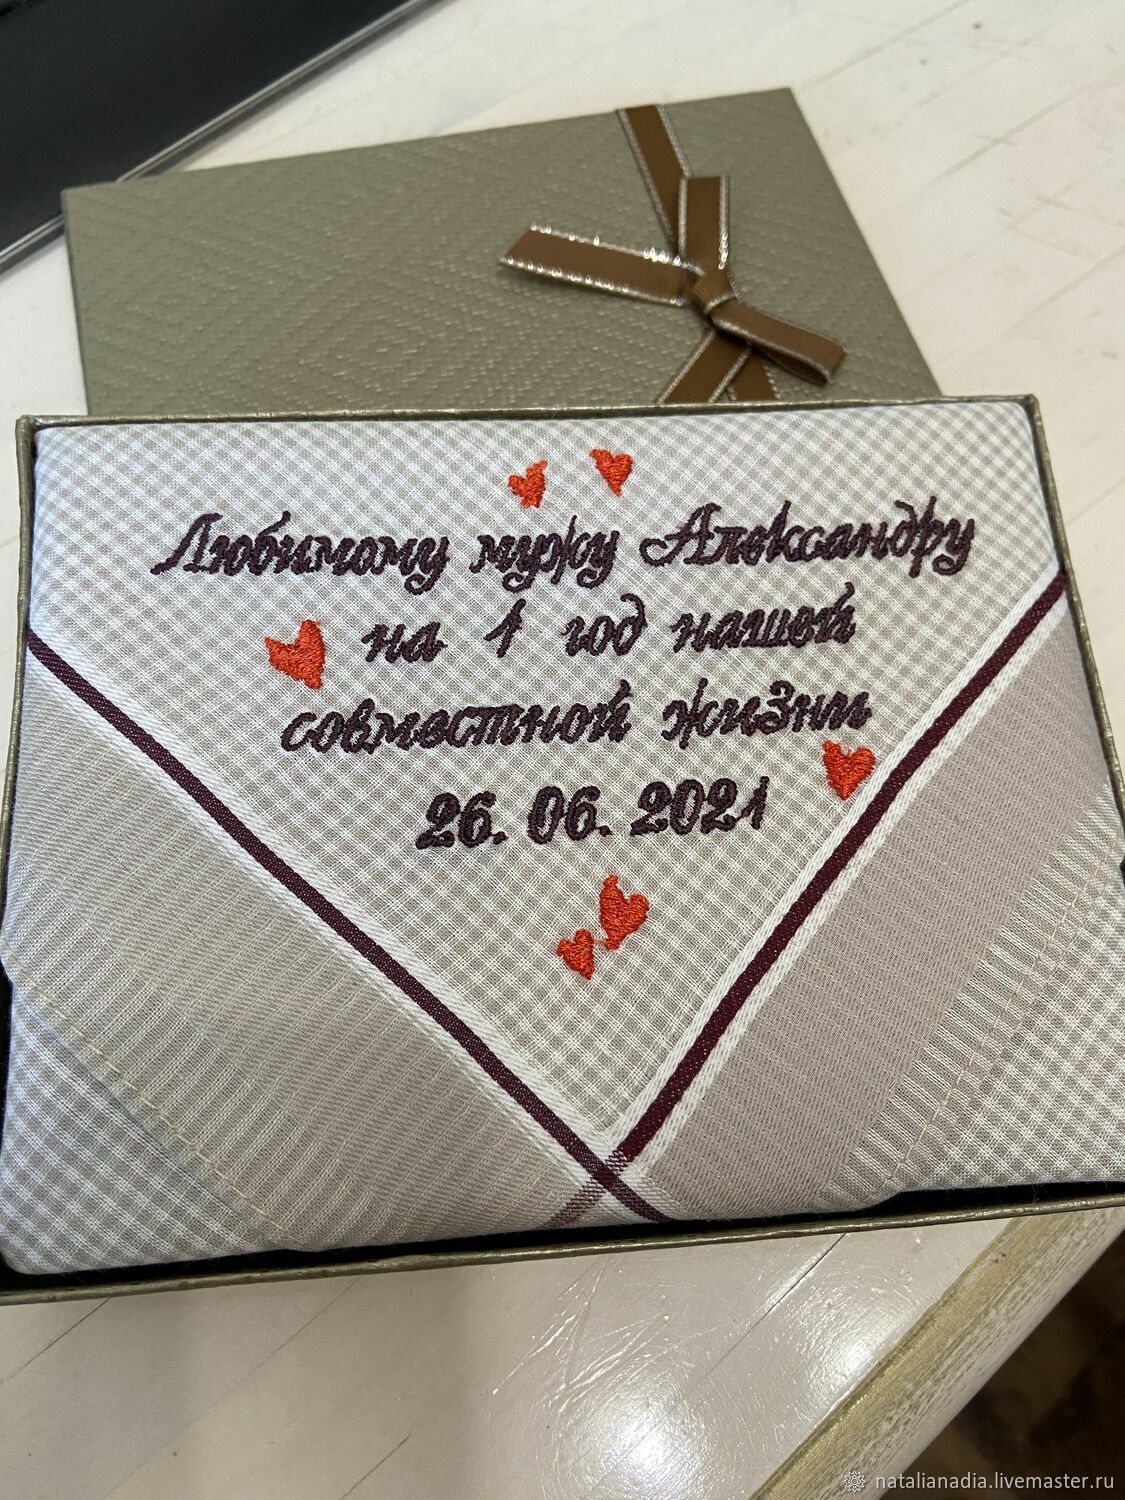 Любимому мужу Александру
на 1 год нашей
совместной жизни
26. 06. 2021
natalianadia.livemaster.ru